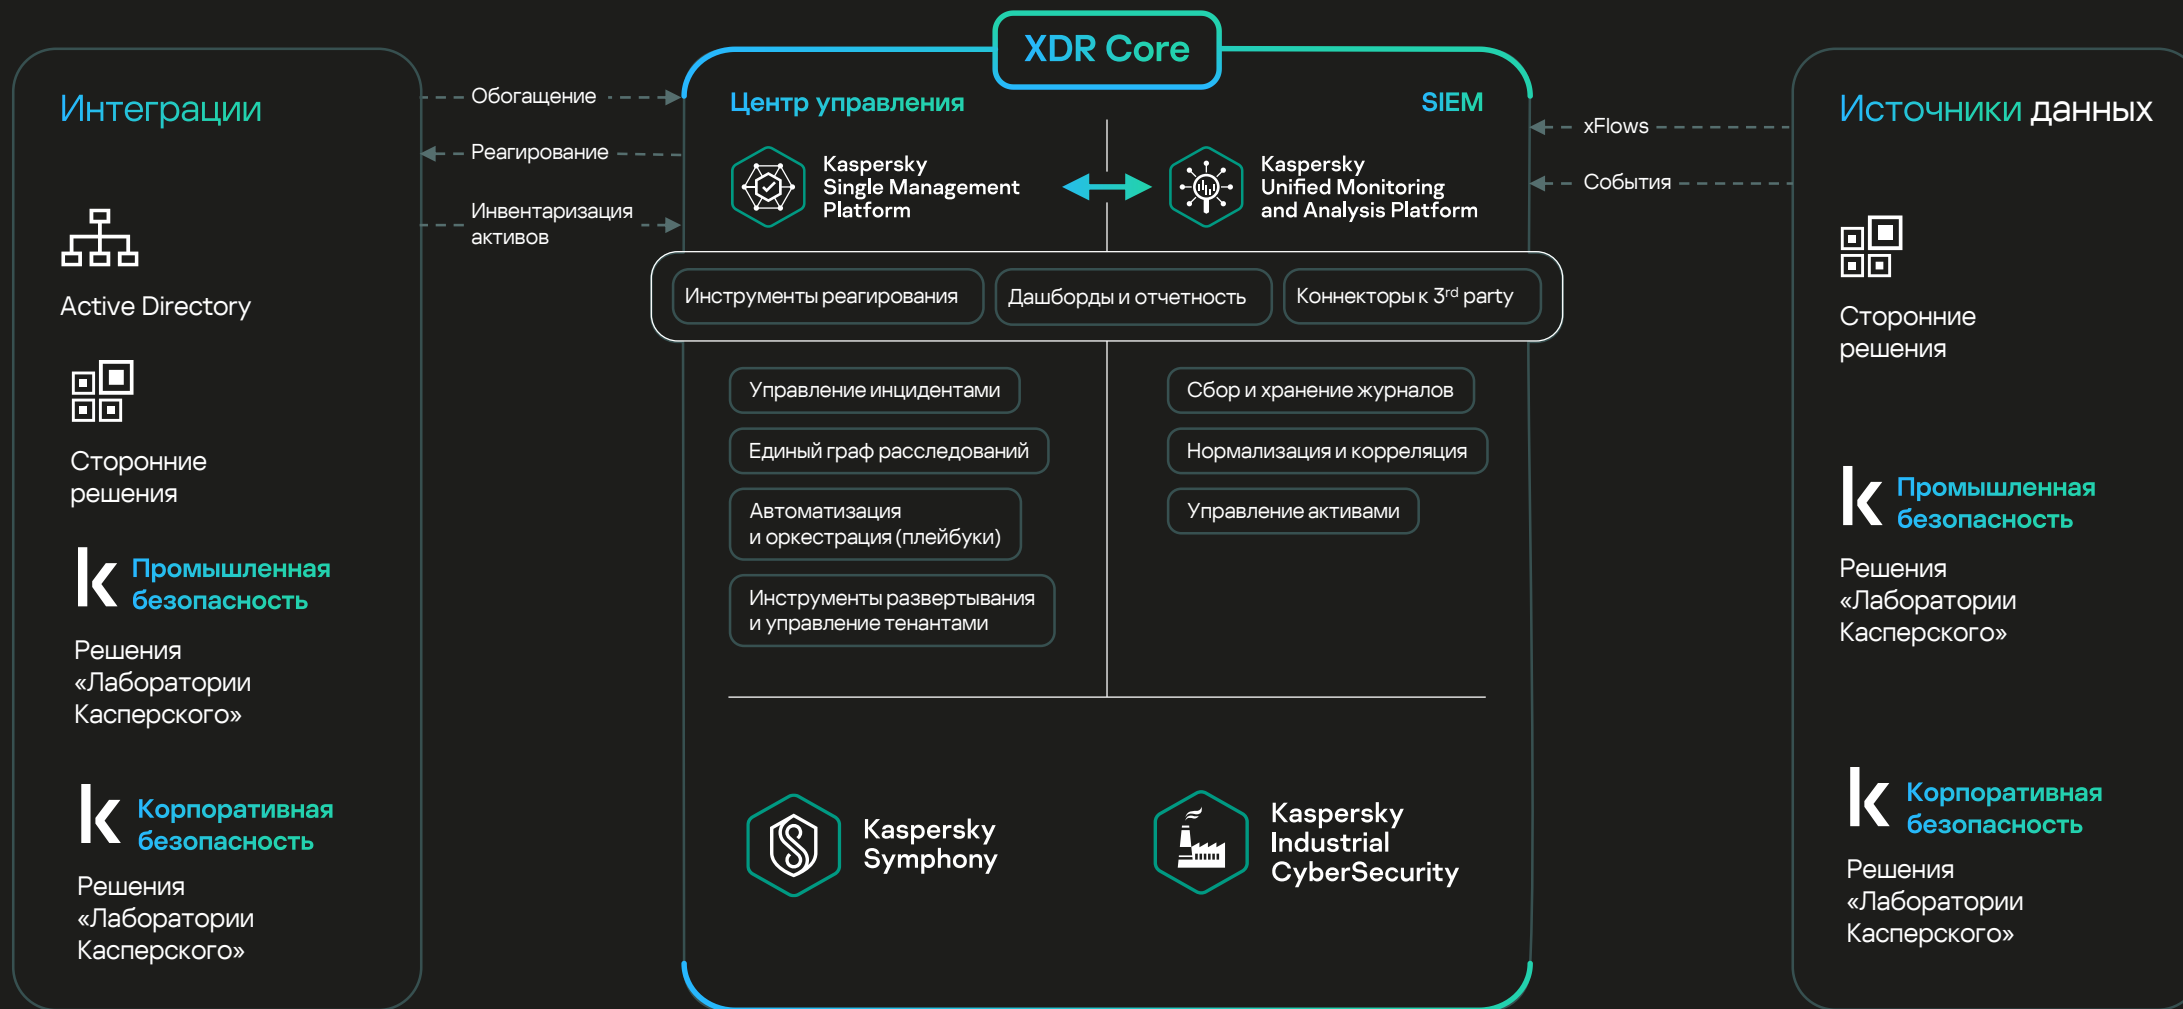 XDR Core
Интеграции
Active Directory
Сторонние
решения
Промышленная
безопасность
Решения
«Лаборатории
Касперского»
Корпоративная
безопасность
Решения
«Лаборатории
Касперского»
Обогащение
Реагирование
Инвентаризация
активов
Центр управления
SIEM
Kaspersky
Single Management
Platform
Kaspersky
Unified Monitoring
and Analysis Platform
Инструменты реагирования
Дашборды и отчетность
Коннекторы к 3rd party
Управление инцидентами
Единый граф расследований
Автоматизация
и оркестрация (плейбуки)
Инструменты развертывания
и управление тенантами
Сбор и хранение журналов
Нормализация и корреляция
Управление активами
Kaspersky
Symphony
Kaspersky
Industrial
CyberSecurity
xFlows
События
Источники данных
Сторонние
решения
Промышленная
безопасность
Решения
«Лаборатории
Касперского»
Корпоративная
безопасность
Решения
«Лаборатории
Касперского»